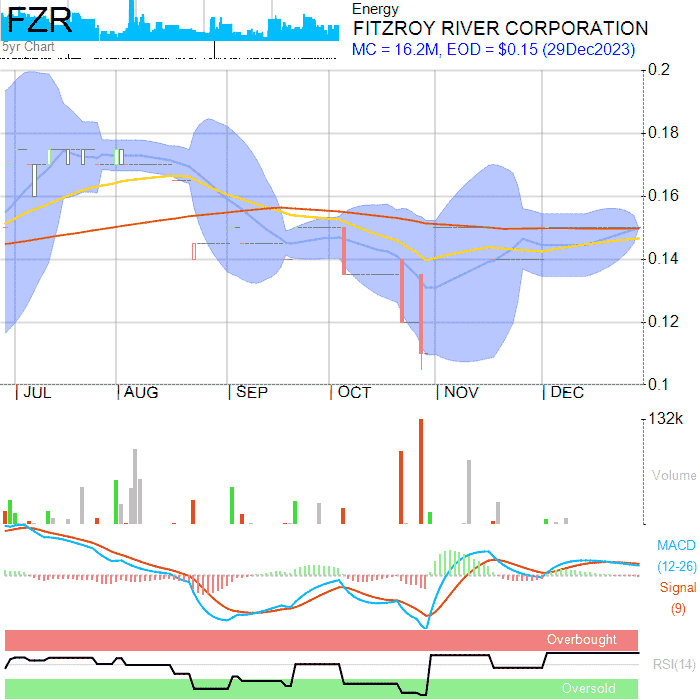 FZR
Energy
FITZROY RIVER CORPORATION
MC = 16.2M, EOD = $0.15 (29Dec2023)
5yr Chart
0.2
0.18
0.16
0.14
0.12
0.1
JUL AUG SEP OCT NOV DEC
132k
Volume
MACD
(12-26)
Signal
(9)
Overbought
RSI(14)
Oversold